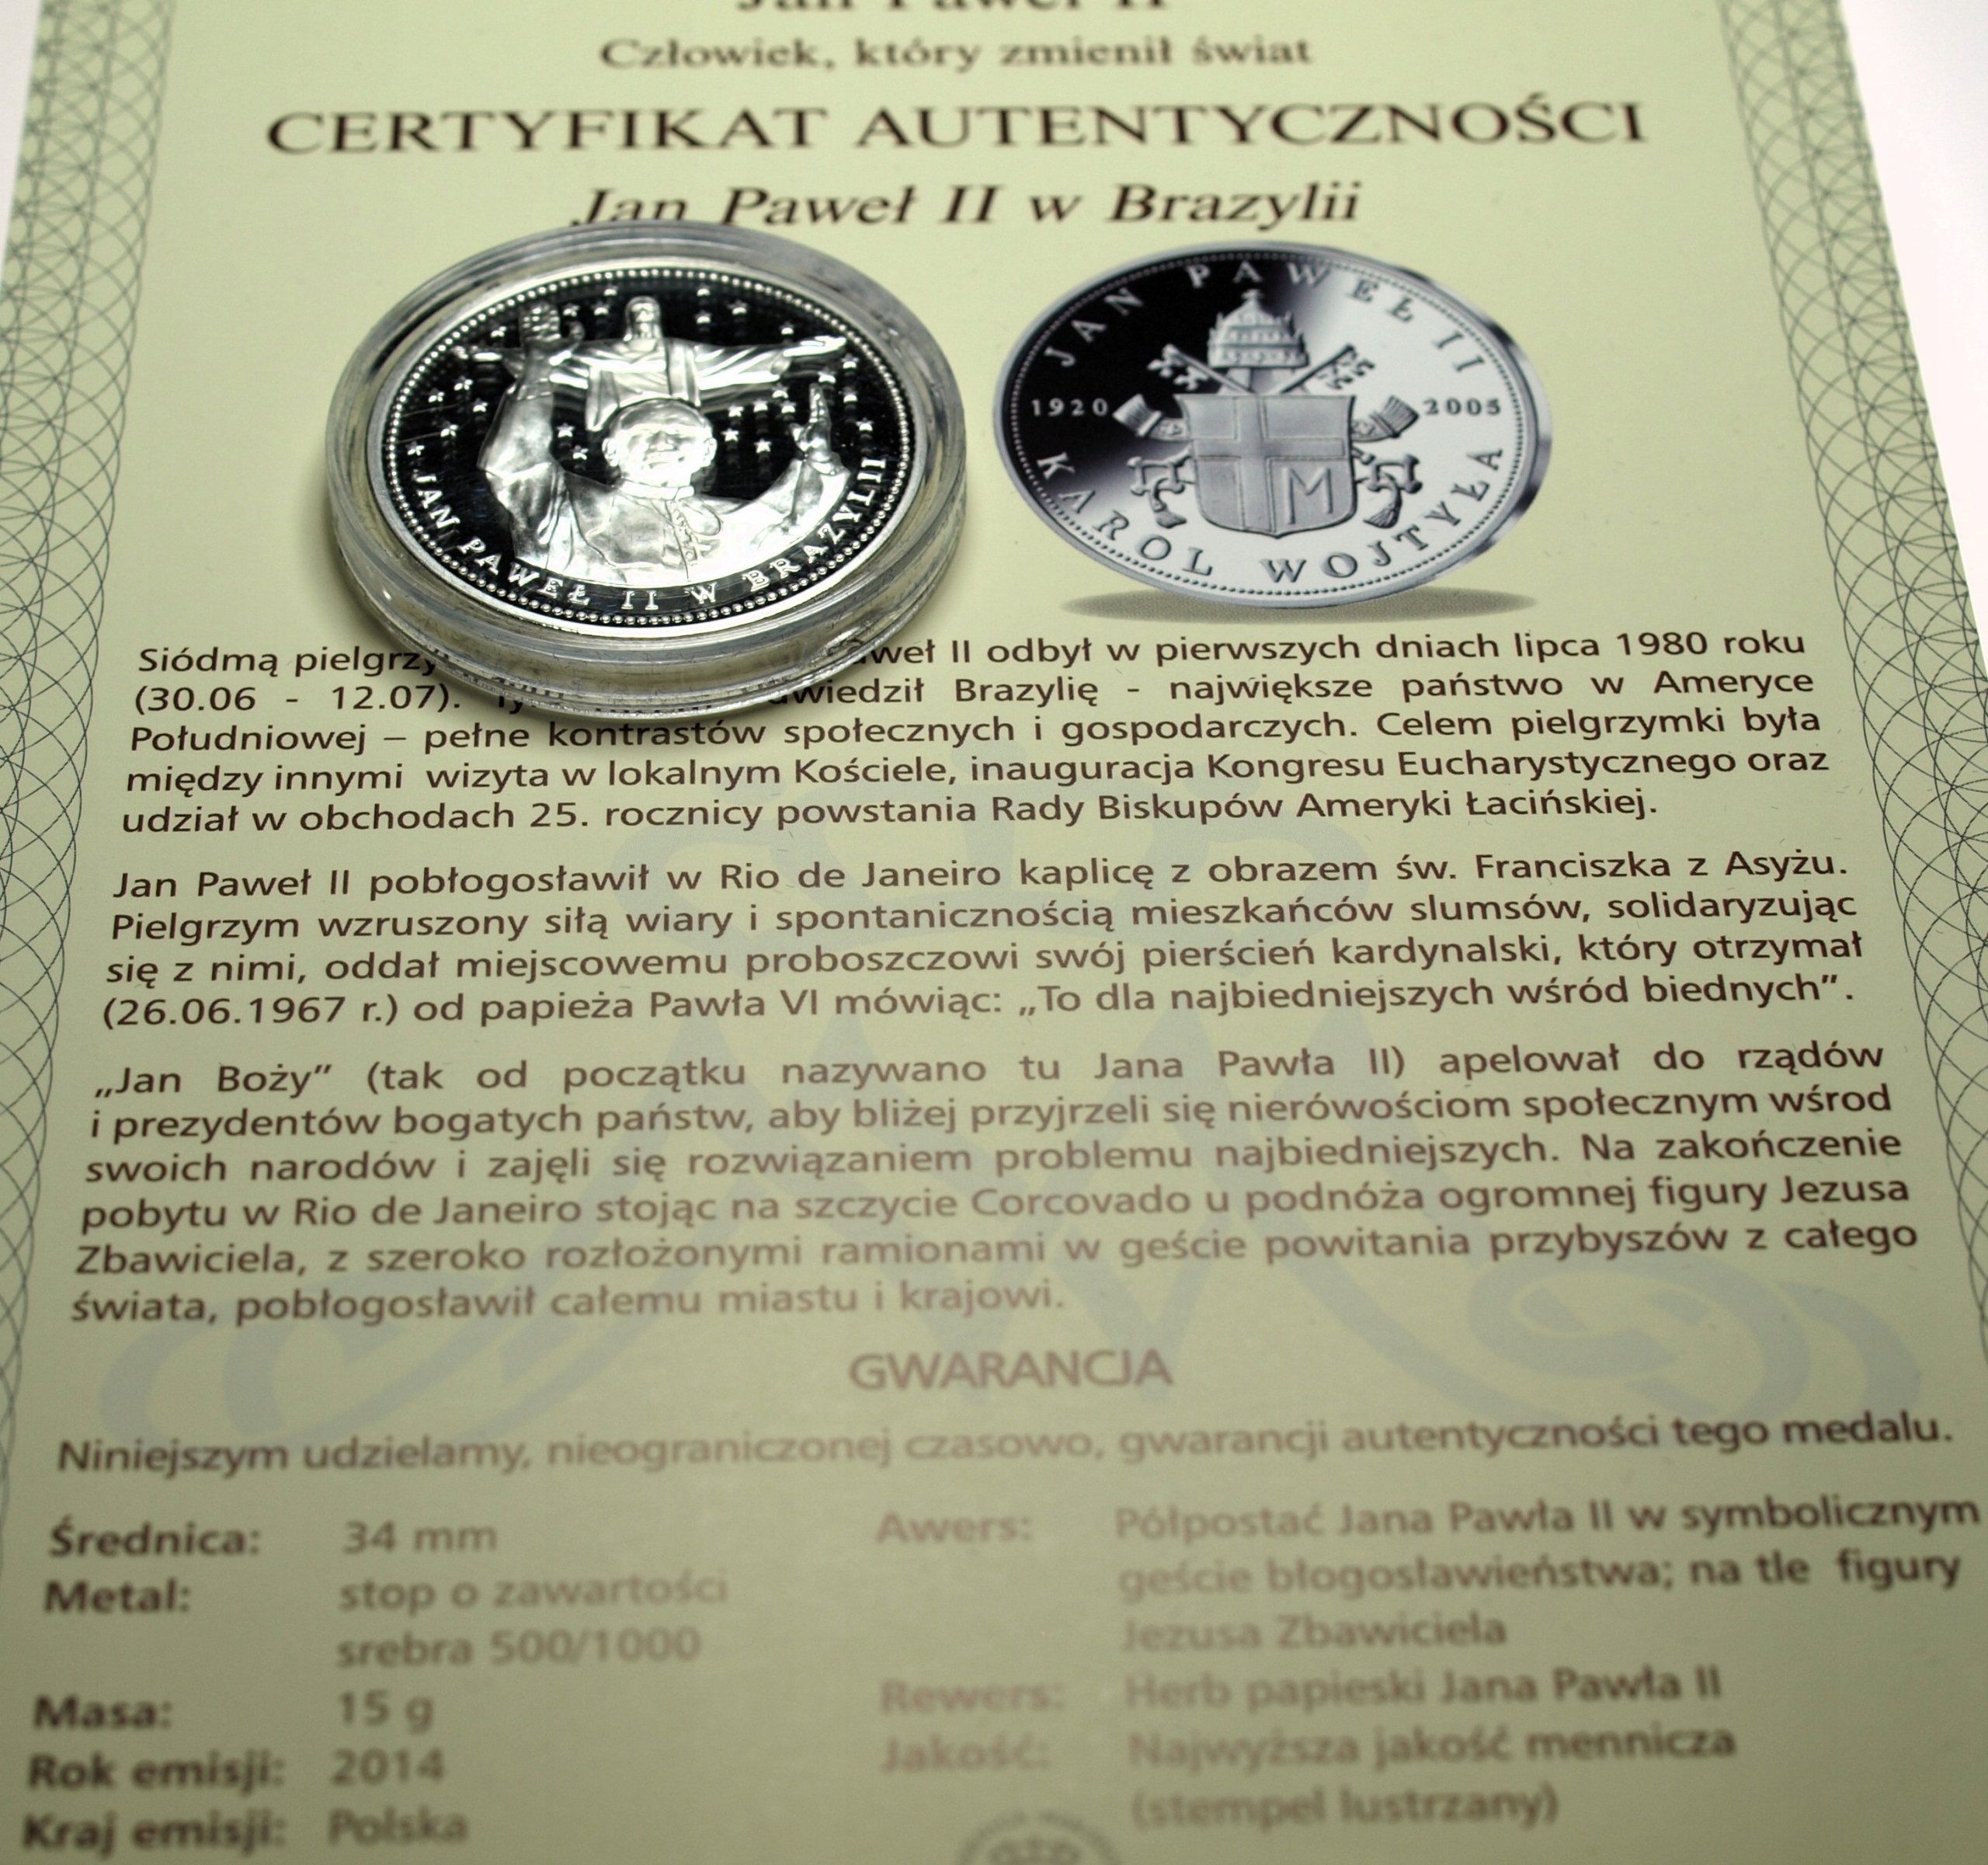 Jan Paweł II
Człowiek, który zmienił świat
CERTYFIKAT AUTENTYCZNOŚCI
Jan Paweł II w Brazylii
JAN PAWEŁ II W BRAZYLII
JAN PAWEŁ II
1920 2005
M
KAROL WOJTYŁA
Siódmą II odbył w pierwszych dniach lipca 1980 roku
(30.06 - 12.07). Brazylię - największe państwo w Ameryce
Południowej – pełne kontrastów społecznych i gospodarczych. Celem pielgrzymki była
między innymi wizyta w lokalnym Kościele, inauguracja Kongresu Eucharystycznego oraz
udział w obchodach 25. rocznicy powstania Rady Biskupów Ameryki Łacińskiej.
Jan Paweł II pobłogosławił w Rio de Janeiro kaplicę z obrazem św. Franciszka z Asyżu.
Pielgrzym wzruszony siłą wiary i spontanicznością mieszkańców slumsów, solidaryzując
się z nimi, oddał miejscowemu proboszczowi swój pierścień kardynalski, który otrzymał
(26.06.1967 r.) od papieża Pawła VI mówiąc: „To dla najbiedniejszych wśród biednych”.
„Jan Boży” (tak od początku nazywano tu Jana Pawła II) apelował do rządów
i prezydentów bogatych państw, aby bliżej przyjrzeli się nierównościom społecznym wśrod
swoich narodów i zajęli się rozwiązaniem problemu najbiedniejszych. Na zakończenie
pobytu w Rio de Janeiro stojąc na szczycie Corcovado u podnóża ogromnej figury Jezusa
Zbawiciela, z szeroko rozłożonymi ramionami w geście powitania przybyszów z całego
świata, pobłogosławił całemu miastu i krajowi.
GWARANCJA
Niniejszym udzielamy, nieograniczonej czasowo, gwarancji autentyczności tego medalu.
Średnica: 34 mm
Metal: stop o zawartości
srebra 500/1000
Masa: 15 g
Rok emisji: 2014
Kraj emisji: Polska
Awers: Półpostać Jana Pawła II w symbolicznym
geście błogosławieństwa; na tle figury
Jezusa Zbawiciela
Rewers: Herb papieski Jana Pawła II
Jakość: Najwyższa jakość mennicza
(stempel lustrzany)